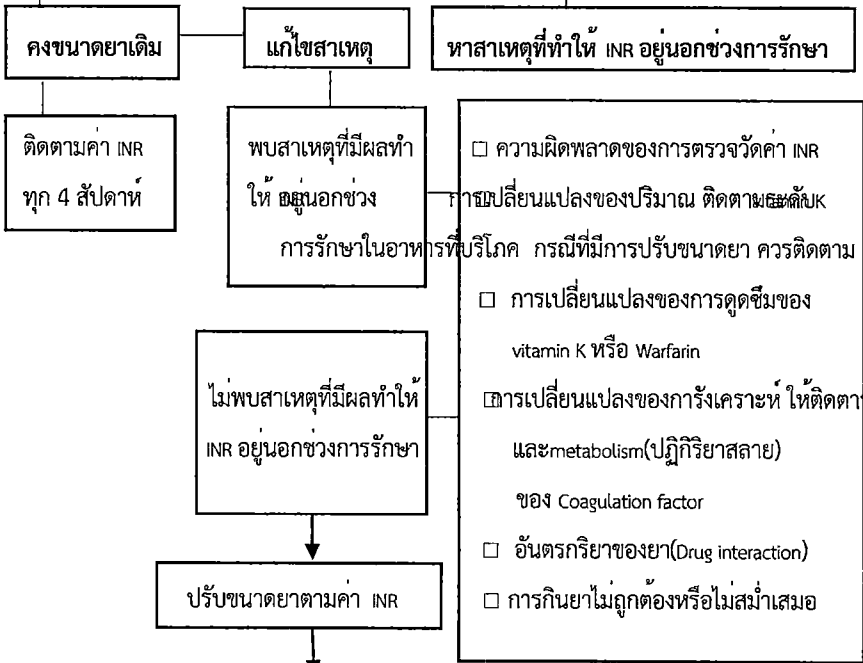 คงขนาดยาเดิม
แก้ไขสาเหตุ
หาสาเหตุที่ทำให้ INR อยู่นอกช่วงการรักษา
ติดตามค่า INR
ทุก 4 สัปดาห์
พบสาเหตุที่มีผลทำ
ให้ อยู่นอกช่วง
การรักษาในอาหารที่บริโภค กรณีที่มีการปรับขนาดยา ควรติดตาม
□ ความผิดพลาดของการตรวจวัดค่า INR
การเปลี่ยนแปลงของปริมาณ ติดตามระดับ K
□ การเปลี่ยนแปลงของการดูดซึมของ
vitamin K หรือ Warfarin
การเปลี่ยนแปลงของการังเคราะห์ ให้ติดตา
และmetabolism(ปฏิกิริยาสลาย)
ของ Coagulation factor
□ อันตรกริยาของยา(Drug interaction)
□ การกินยาไม่ถูกต้องหรือไม่สม่ำเสมอ
ไม่พบสาเหตุที่มีผลทำให้
INR อยู่นอกช่วงการรักษา
ปรับขนาดยาตามค่า INR